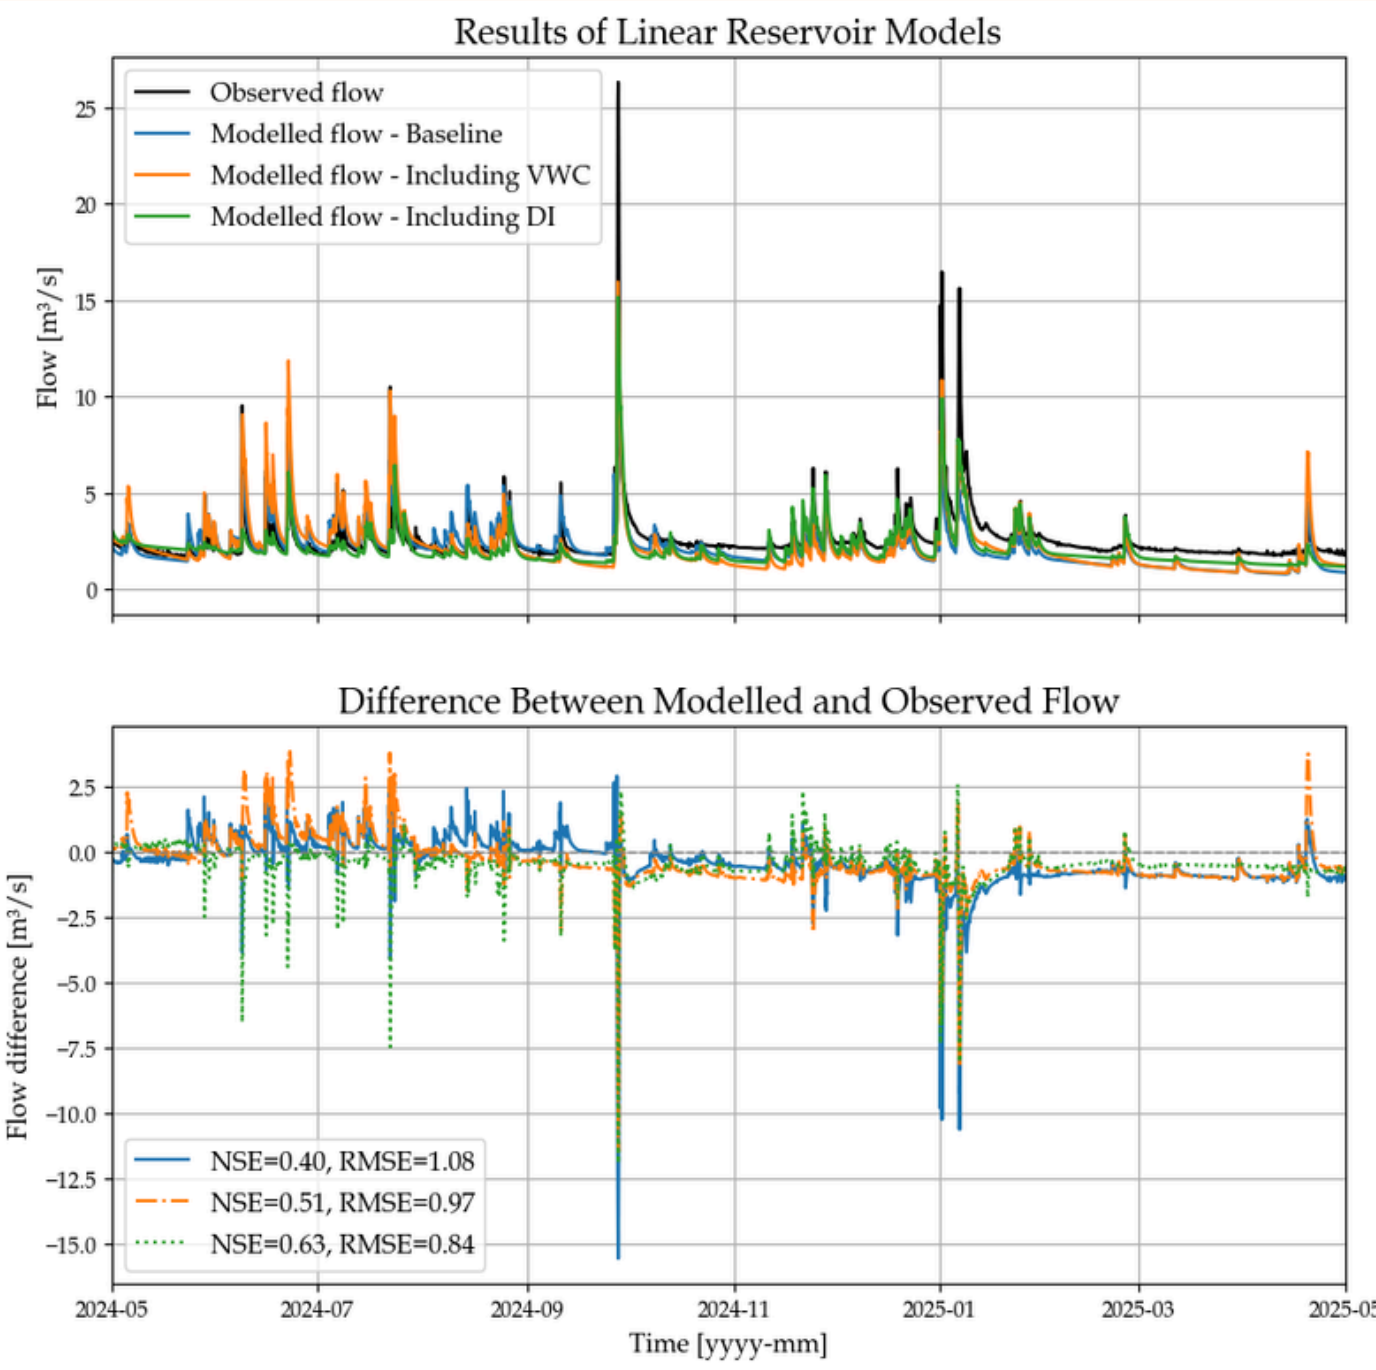 Results of Linear Reservoir Models
Observed flow
Modelled flow - Baseline
Modelled flow - Including VWC
Modelled flow - Including DI
Flow [m³/s]
25
20
15
10
5
0
Difference Between Modelled and Observed Flow
Flow difference [m³/s]
2.5
0.0
−2.5
−5.0
−7.5
−10.0
−12.5
−15.0
NSE=0.40, RMSE=1.08
NSE=0.51, RMSE=0.97
NSE=0.63, RMSE=0.84
2024-05 2024-07 2024-09 2024-11 2025-01 2025-03 2025-05
Time [yyyy-mm]